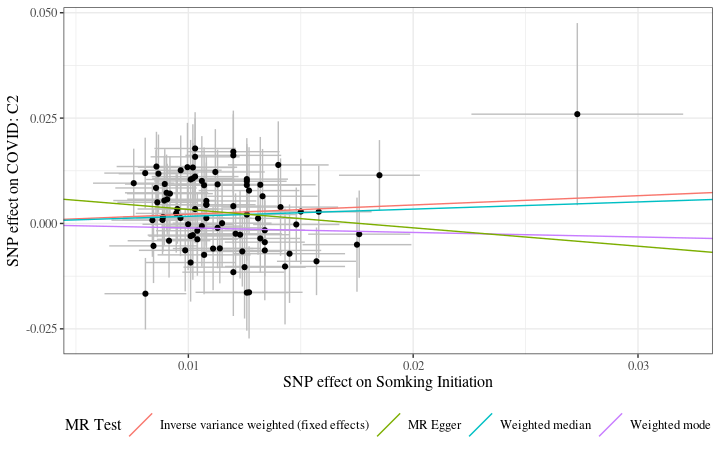 0.050
0.025
0.000
-0.025
SNP effect on COVID: C2
0.01 0.02 0.03
SNP effect on Somking Initiation
MR Test Inverse variance weighted (fixed effects) MR Egger Weighted median Weighted mode